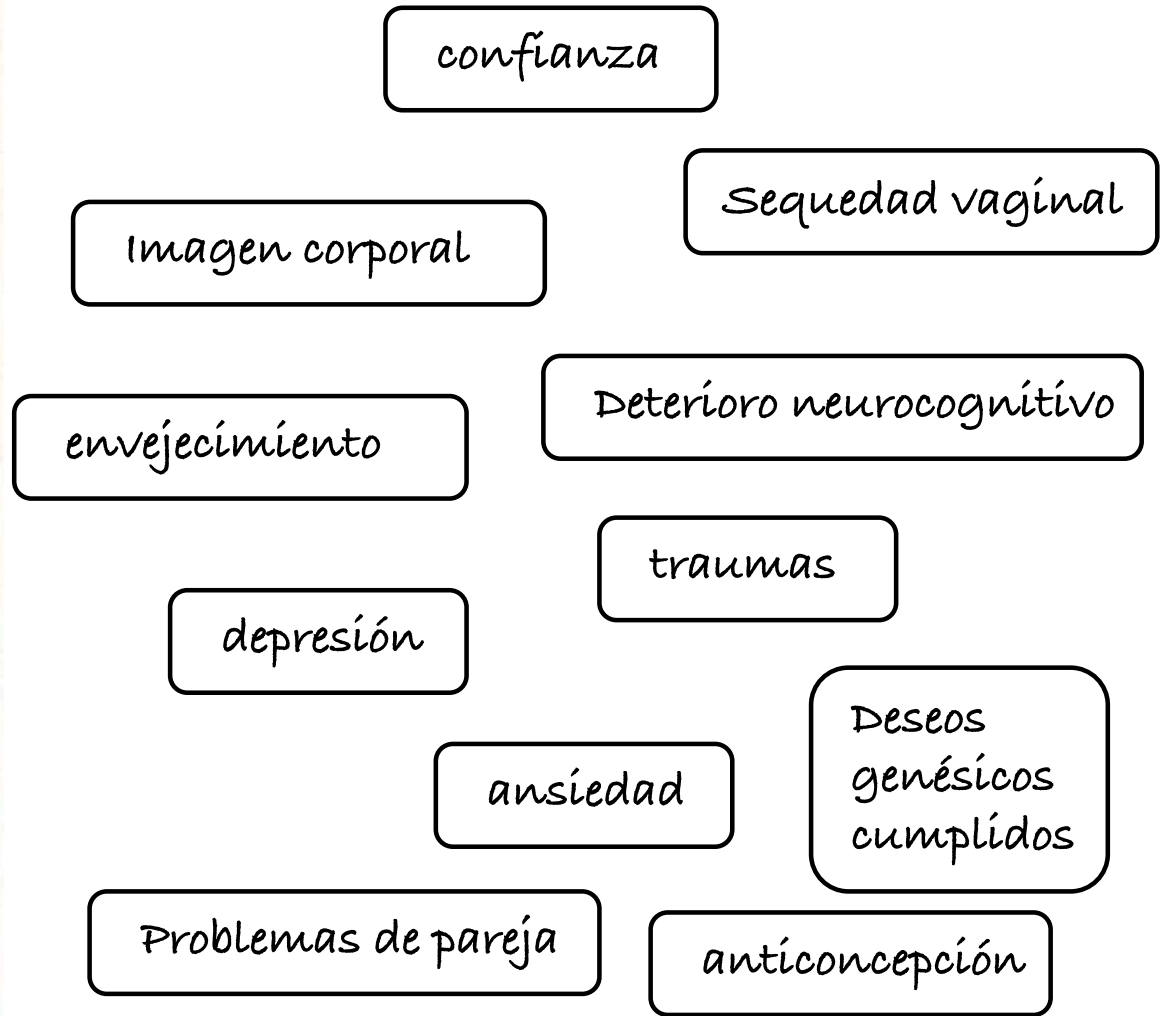 confianza
Sequedad vaginal
Imagen corporal
Deterioro neurocognitivo
envejecimiento
traumas
depresión
Deseos
genésicos
cumplidos
ansiedad
Problemas de pareja
anticoncepción